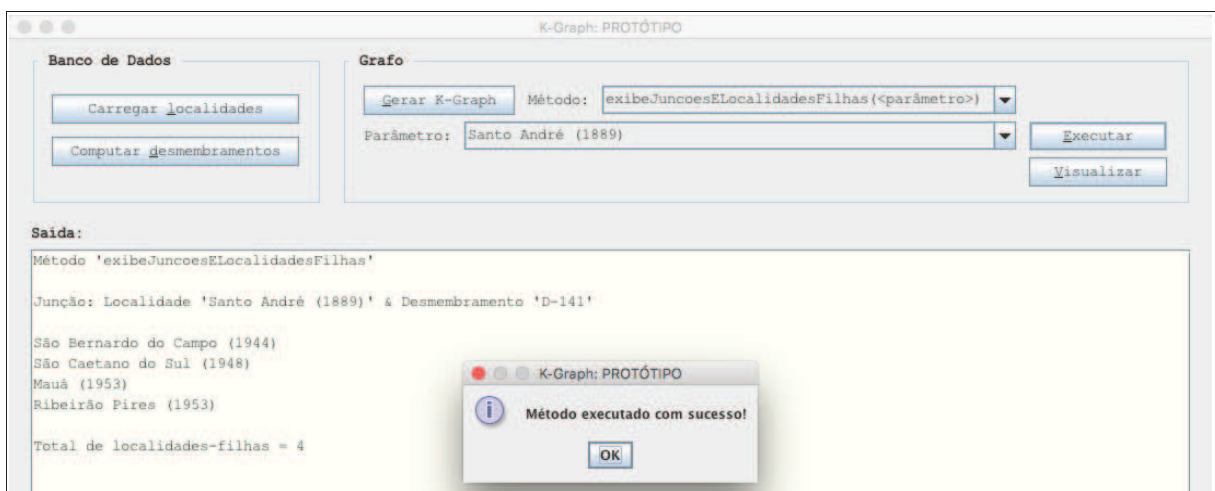 K-Graph: PROTÓTIPO
Banco de Dados
Grafo
Carregar localidades
Gerar K-Graph
Método:
exibeJuncoesELocalidadesFilhas(<parâmetro>)
Parâmetro:
Santo André (1889)
Executar
Computar desmembramentos
Visualizar
Saída:
Método 'exibeJuncoesELocalidadesFilhas'
Junção: Localidade 'Santo André (1889)' & Desmembramento 'D-141'
São Bernardo do Campo (1944)
São Caetano do Sul (1948)
Mauá (1953)
Ribeirão Pires (1953)
Total de localidades-filhas = 4
K-Graph: PROTÓTIPO
Método executado com sucesso!
OK